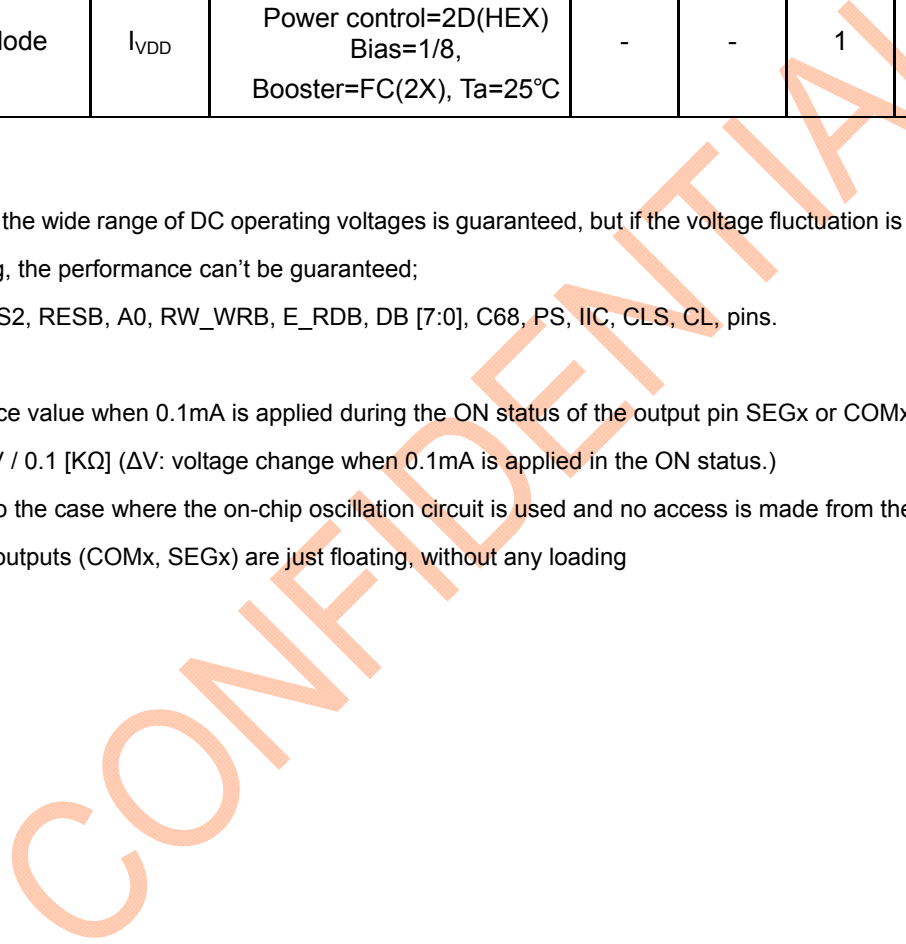 Power control=2D(HEX)
ode I_VDD Bias=1/8, - - 1
Booster=FC(2X), Ta=25℃
the wide range of DC operating voltages is guaranteed, but if the voltage fluctuation is
, the performance can't be guaranteed;
S2, RESB, A0, RW_WRB, E_RDB, DB [7:0], C68, PS, IIC, CLS, CL, pins.
ce value when 0.1mA is applied during the ON status of the output pin SEGx or COMx
/ 0.1 [KΩ] (ΔV: voltage change when 0.1mA is applied in the ON status.)
o the case where the on-chip oscillation circuit is used and no access is made from the
outputs (COMx, SEGx) are just floating, without any loading
CONFIDENTIAL